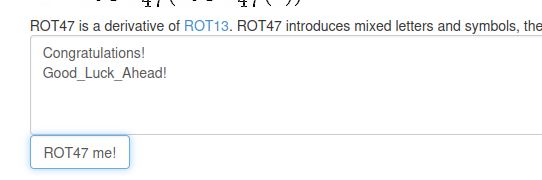 ROT47 is a derivative of ROT13. ROT47 introduces mixed letters and symbols, the
Congratulations!
Good_Luck_Ahead!
ROT47 me!